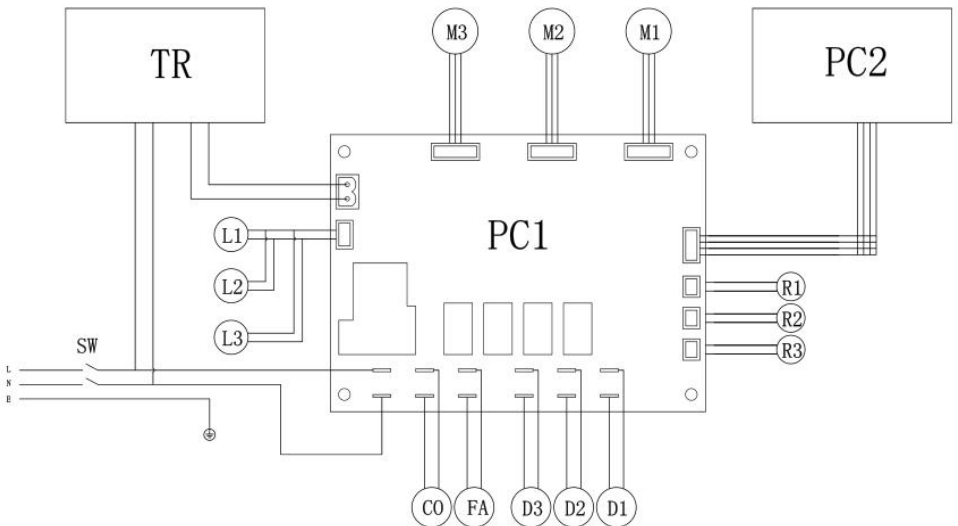 M3 M2 M1
TR PC2
PC1
L1
L2 R1
R2
L3 R3
SW
L
N
E
CO FA D3 D2 D1